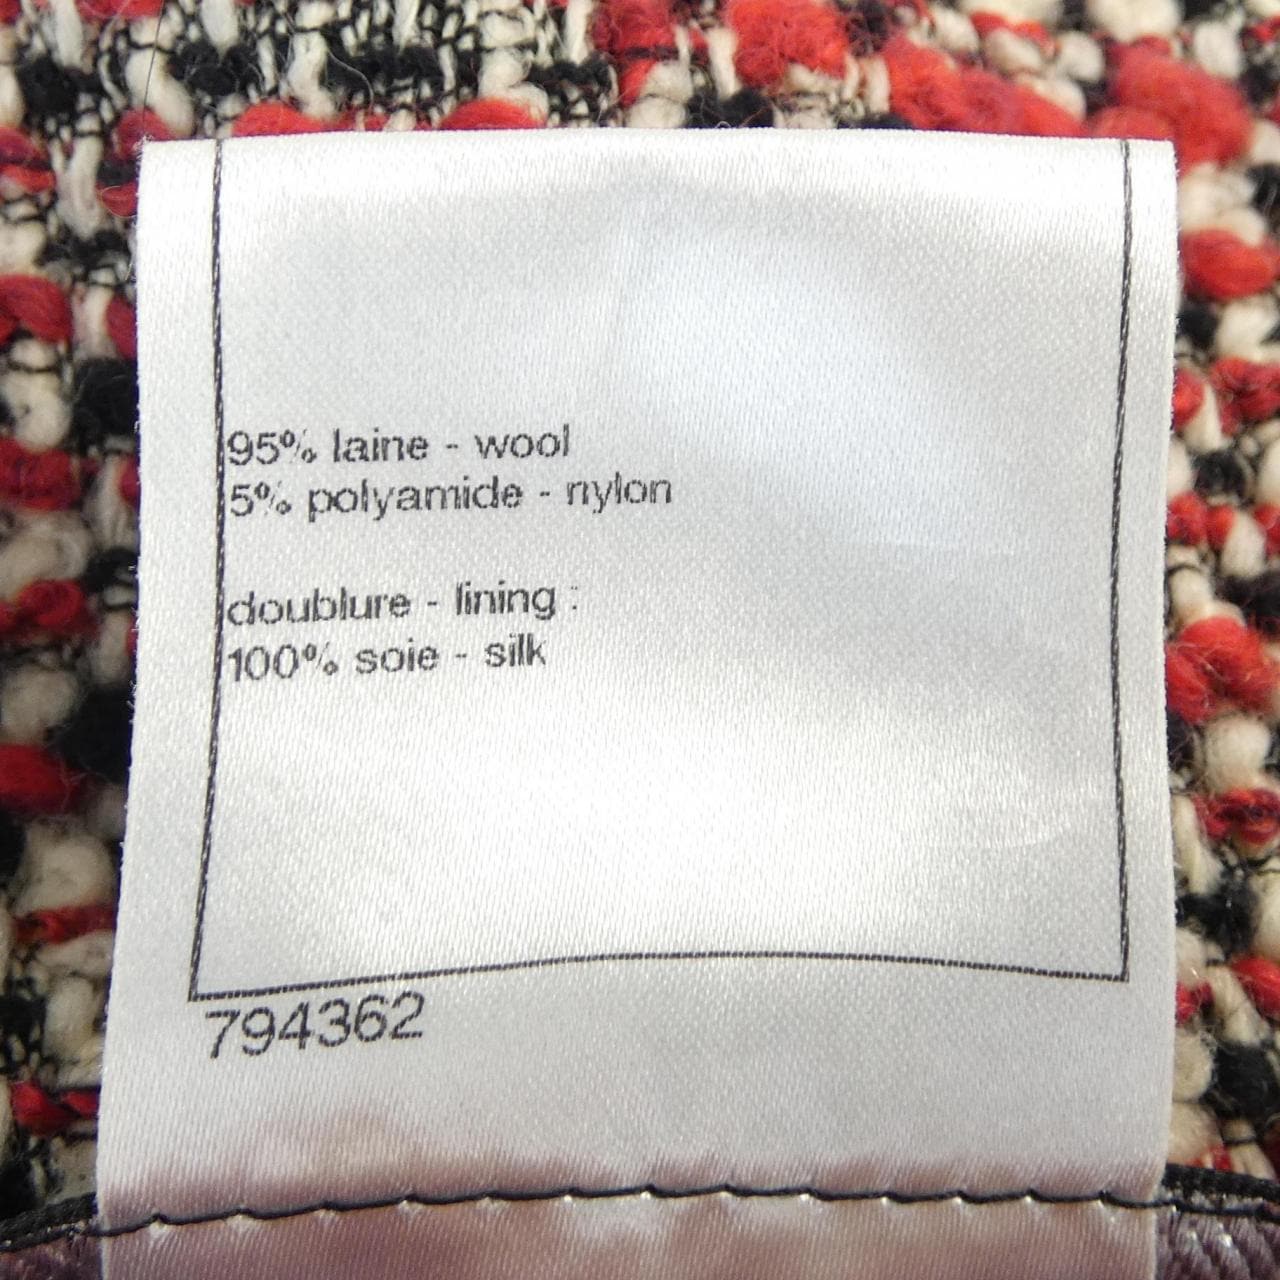 95% laine - wool
5% polyamide - nylon
doublure - lining :
100% soie - silk
794362